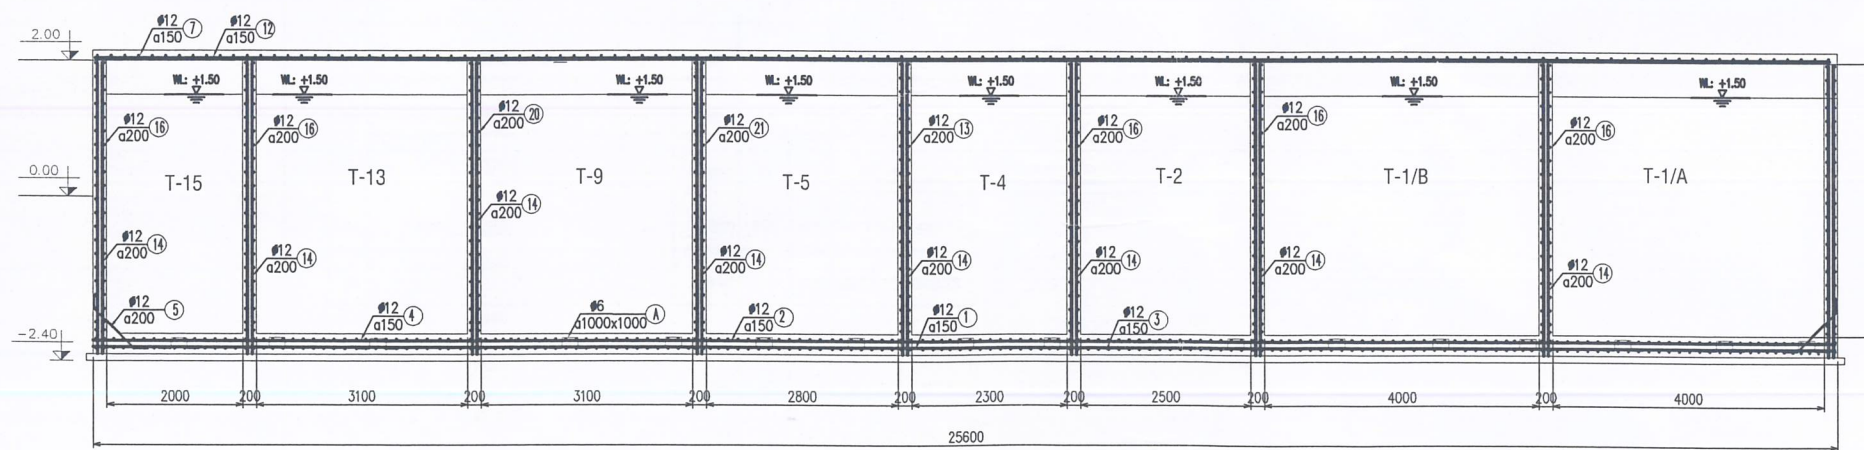 ø12
a150 7
ø12
a150 12
2.00
WL: +1.50
WL: +1.50
WL: +1.50
WL: +1.50
WL: +1.50
WL: +1.50
WL: +1.50
WL: +1.50
ø12
a200 16
ø12
a200 16
ø12
a200 20
ø12
a200 21
ø12
a200 13
ø12
a200 16
ø12
a200 16
ø12
a200 16
0.00
T-15
T-13
T-9
T-5
T-4
T-2
T-1/B
T-1/A
ø12
a200 14
ø12
a200 14
ø12
a200 14
ø12
a200 14
ø12
a200 14
ø12
a200 14
ø12
a200 14
ø12
a200 14
-2.40
ø12
a200 5
ø12
a150 4
ø6
a1000x1000 A
ø12
a150 2
ø12
a150 1
ø12
a150 3
2000 200 3100 200 3100 200 2800 200 2300 200 2500 200 4000 200 4000
25600